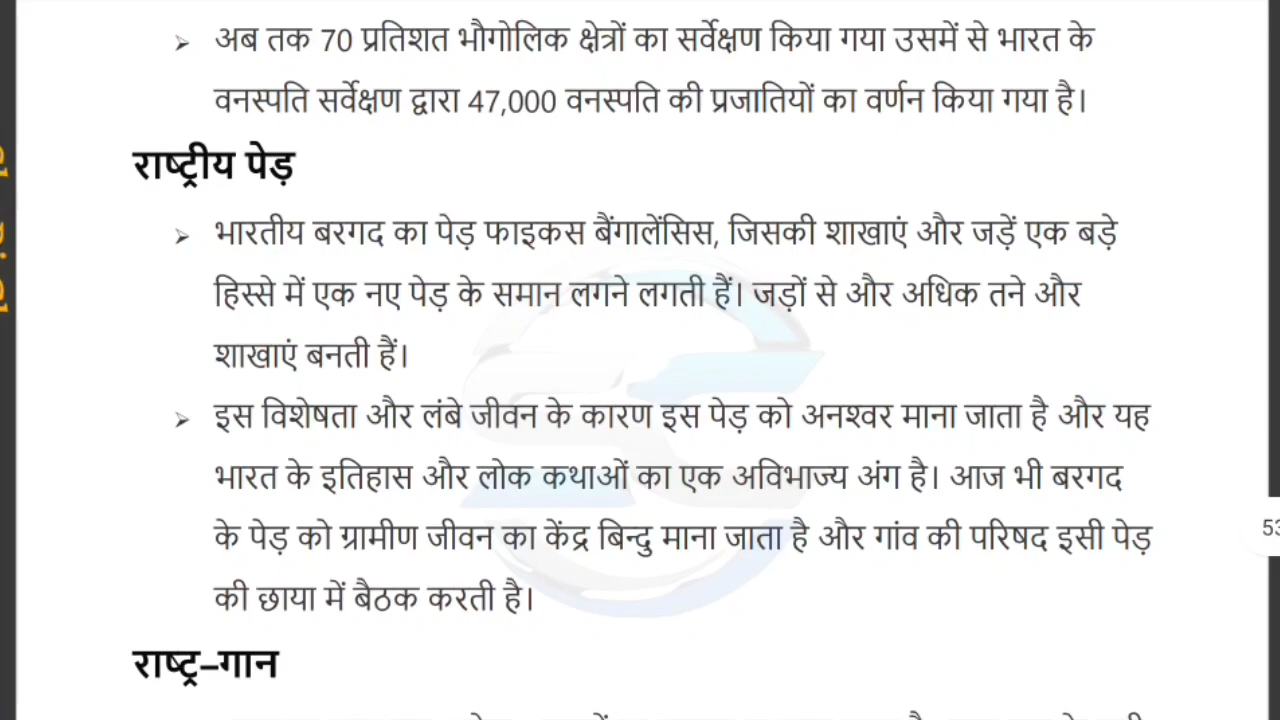 ➢ अब तक 70 प्रतिशत भौगोलिक क्षेत्रों का सर्वेक्षण किया गया उसमें से भारत के
वनस्पति सर्वेक्षण द्वारा 47,000 वनस्पति की प्रजातियों का वर्णन किया गया है।
राष्ट्रीय पेड़
➢ भारतीय बरगद का पेड़ फाइकस बैंगालेंसिस, जिसकी शाखाएं और जड़ें एक बड़े
हिस्से में एक नए पेड़ के समान लगने लगती हैं। जड़ों से और अधिक तने और
शाखाएं बनती हैं।
➢ इस विशेषता और लंबे जीवन के कारण इस पेड़ को अनश्वर माना जाता है और यह
भारत के इतिहास और लोक कथाओं का एक अविभाज्य अंग है। आज भी बरगद
के पेड़ को ग्रामीण जीवन का केंद्र बिन्दु माना जाता है और गांव की परिषद इसी पेड़
की छाया में बैठक करती है।
राष्ट्र–गान